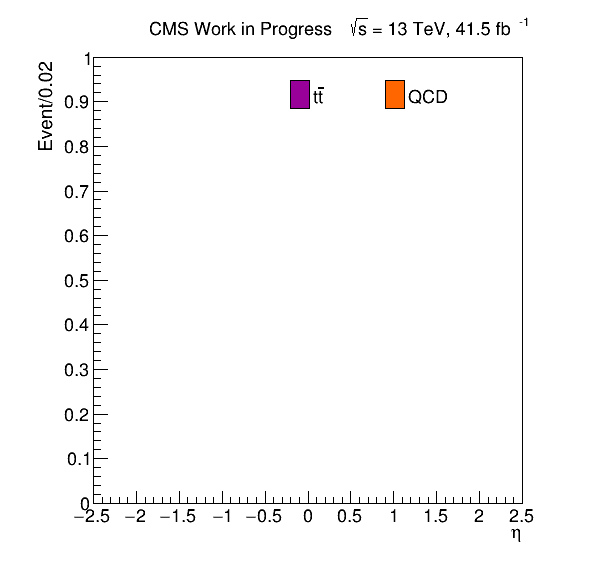 CMS Work in Progress √s = 13 TeV, 41.5 fb -1
Event/0.02
tt̄ QCD
1
0.9
0.8
0.7
0.6
0.5
0.4
0.3
0.2
0.1
0
−2.5 −2 −1.5 −1 −0.5 0 0.5 1 1.5 2 2.5
η